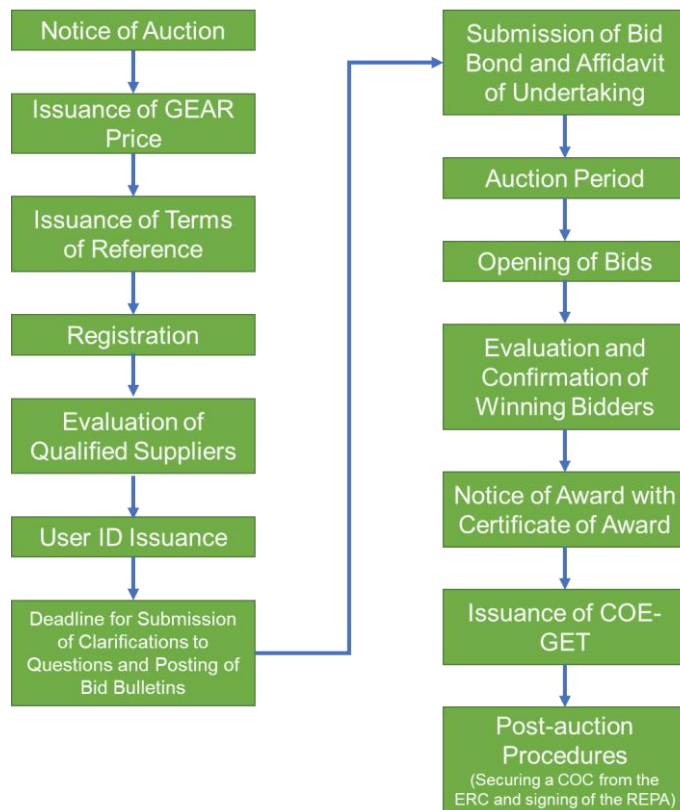 Notice of Auction
Issuance of GEAR
Price
Issuance of Terms
of Reference
Registration
Evaluation of
Qualified Suppliers
User ID Issuance
Deadline for Submission
of Clarifications to
Questions and Posting of
Bid Bulletins
Submission of Bid
Bond and Affidavit
of Undertaking
Auction Period
Opening of Bids
Evaluation and
Confirmation of
Winning Bidders
Notice of Award with
Certificate of Award
Issuance of COE-
GET
Post-auction
Procedures
(Securing a COC from the
ERC and signing of the REPA)